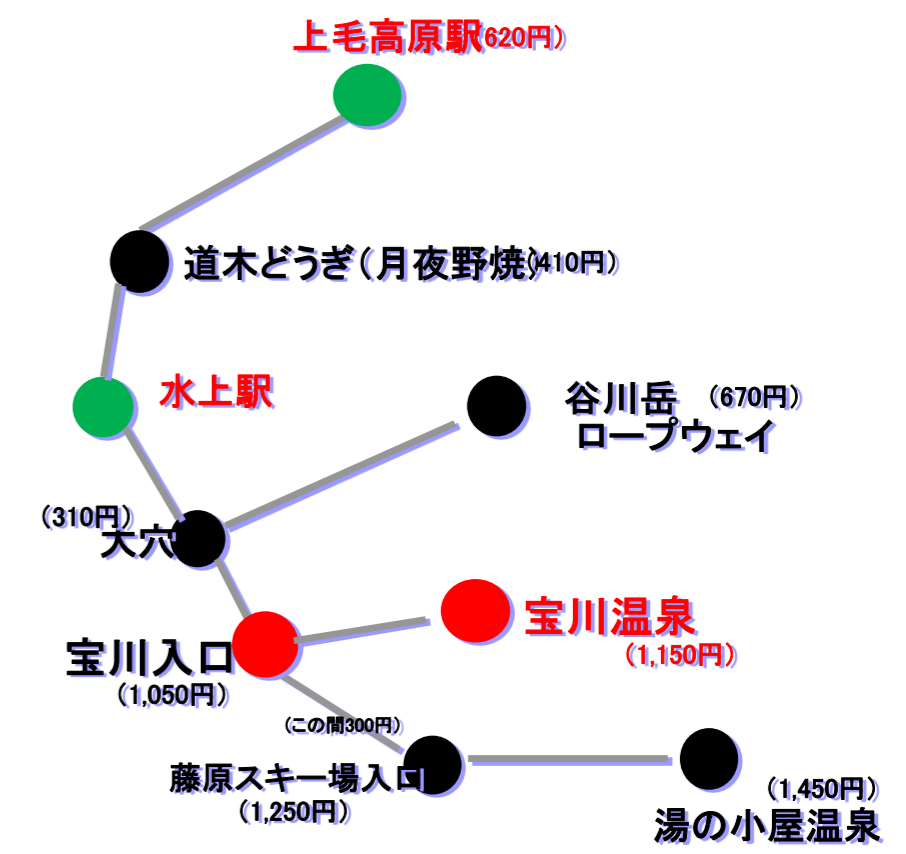 上毛高原駅620円）
道木どうぎ（月夜野焼）（410円）
水上駅
谷川岳 （670円）
ロープウェイ
（310円）
大穴
宝川温泉
（1,150円）
宝川入口
（1,050円）
（この間300円）
藤原スキー場入口
（1,250円）
（1,450円）
湯の小屋温泉